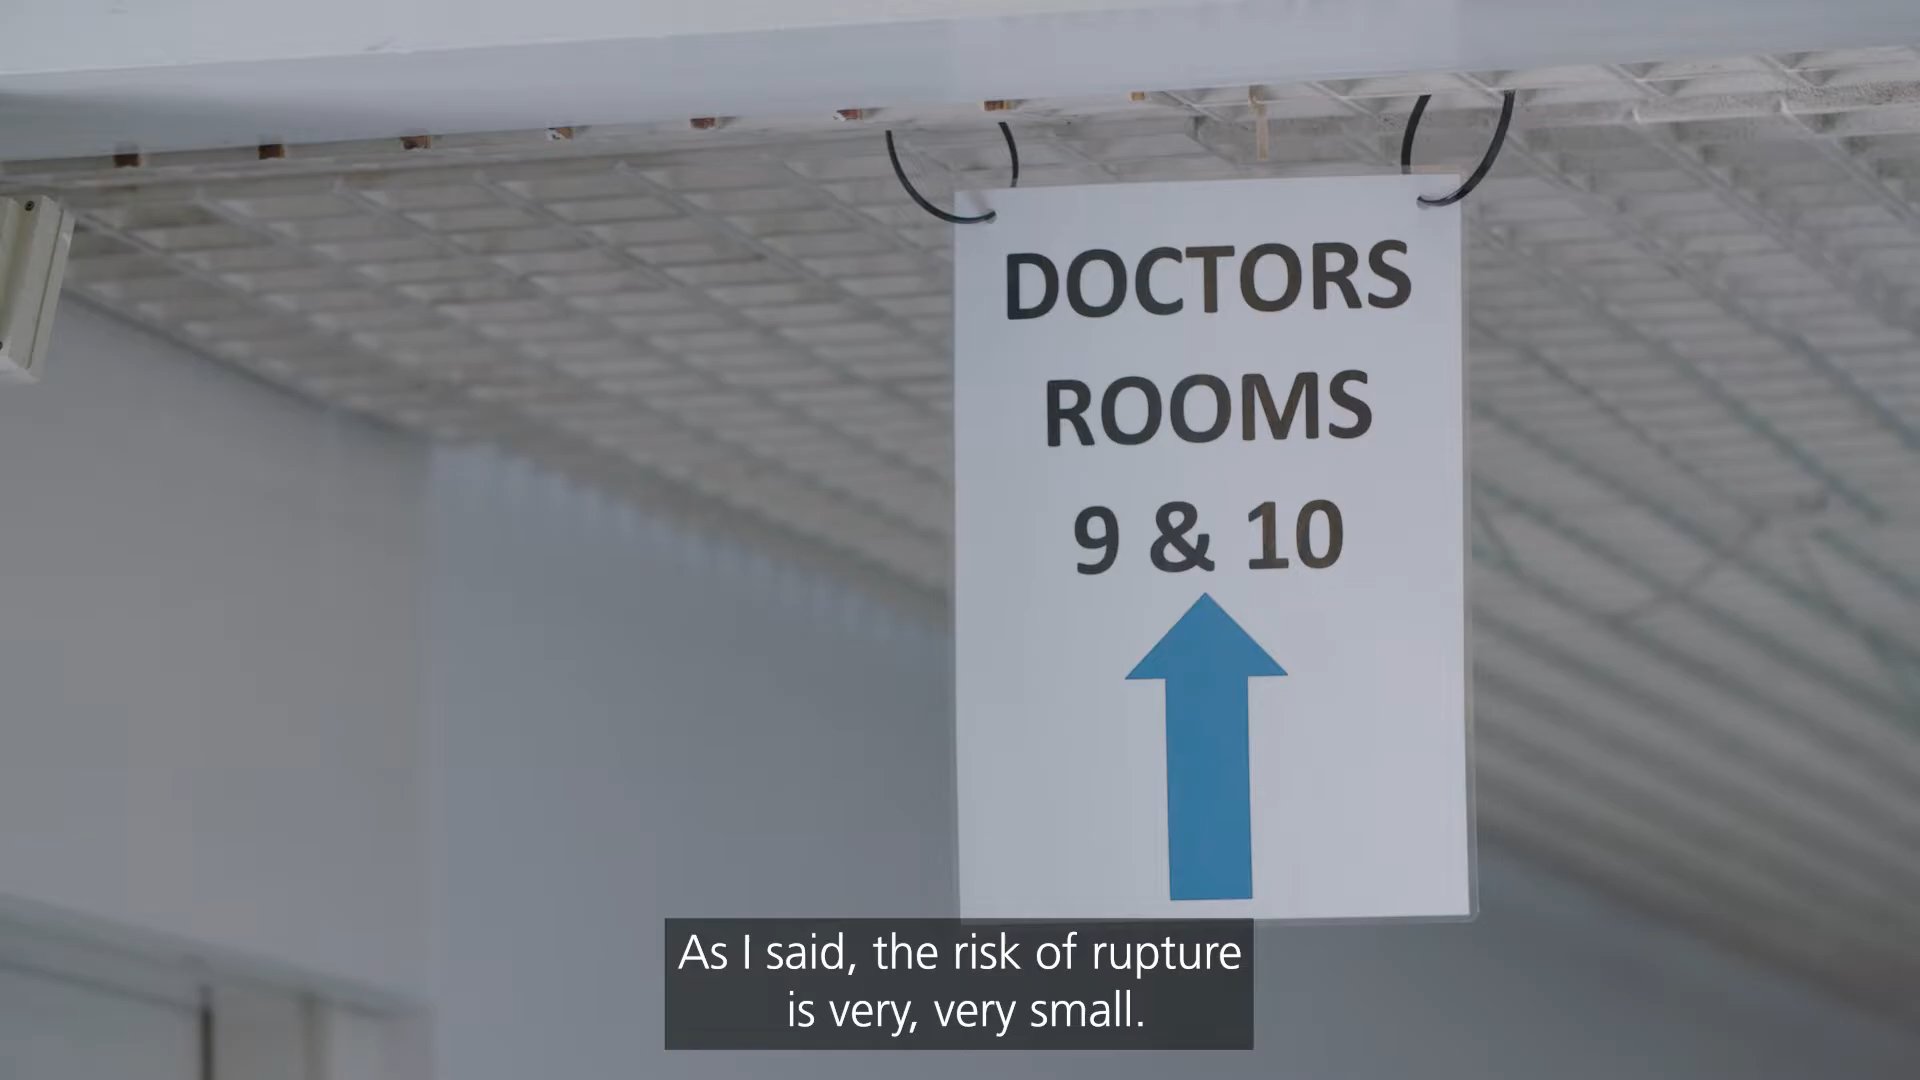 DOCTORS
ROOMS
9 & 10
As I said, the risk of rupture
is very, very small.